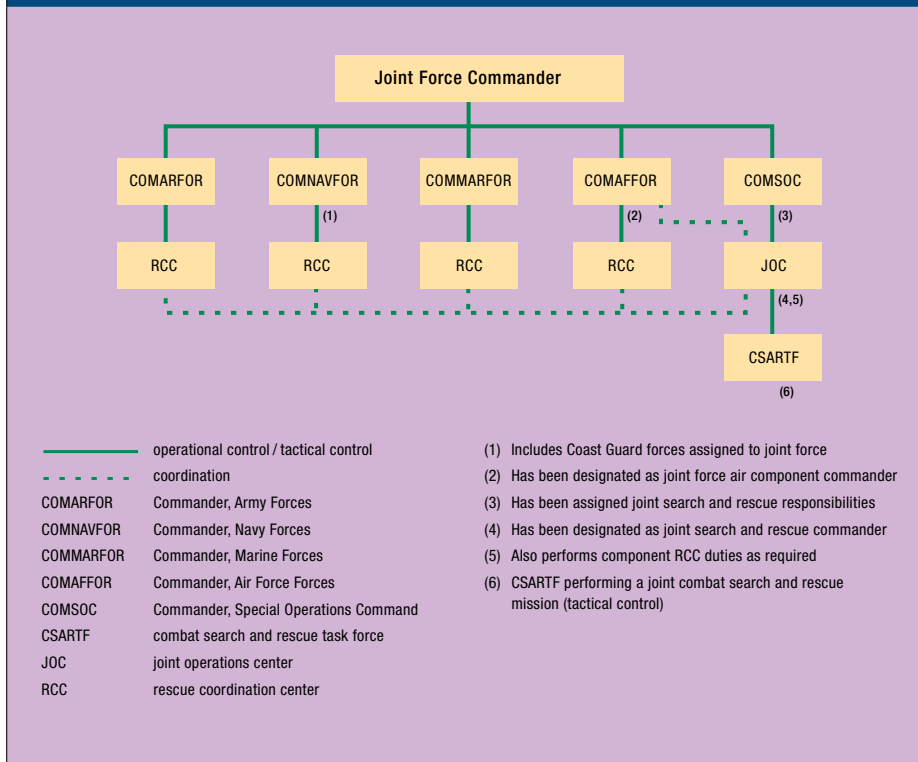 Joint Force Commander
COMARFOR COMNAVFOR COMMARFOR COMAFFOR COMSOC
(1) (2) (3)
RCC RCC RCC RCC JOC
(4,5)
CSARTF
(6)
operational control / tactical control
coordination
COMARFOR Commander, Army Forces
COMNAVFOR Commander, Navy Forces
COMMARFOR Commander, Marine Forces
COMAFFOR Commander, Air Force Forces
COMSOC Commander, Special Operations Command
CSARTF combat search and rescue task force
JOC joint operations center
RCC rescue coordination center
(1) Includes Coast Guard forces assigned to joint force
(2) Has been designated as joint force air component commander
(3) Has been assigned joint search and rescue responsibilities
(4) Has been designated as joint search and rescue commander
(5) Also performs component RCC duties as required
(6) CSARTF performing a joint combat search and rescue
mission (tactical control)